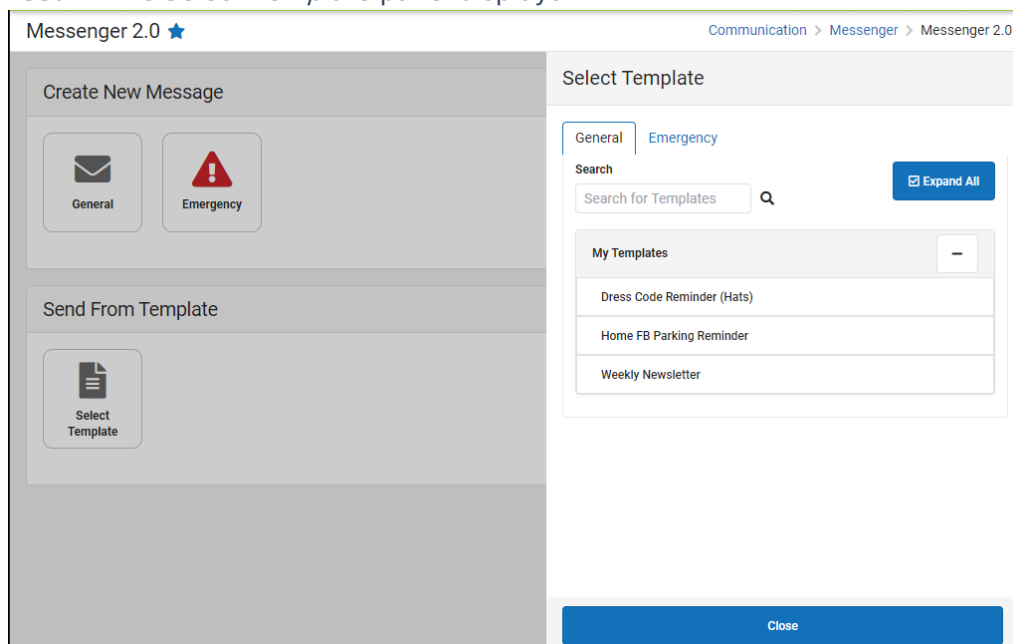 Messenger 2.0
Communication > Messenger > Messenger 2.0
Create New Message
General
Emergency
Send From Template
Select
Template
Select Template
General Emergency
Search
Search for Templates
Expand All
My Templates
Dress Code Reminder (Hats)
Home FB Parking Reminder
Weekly Newsletter
Close